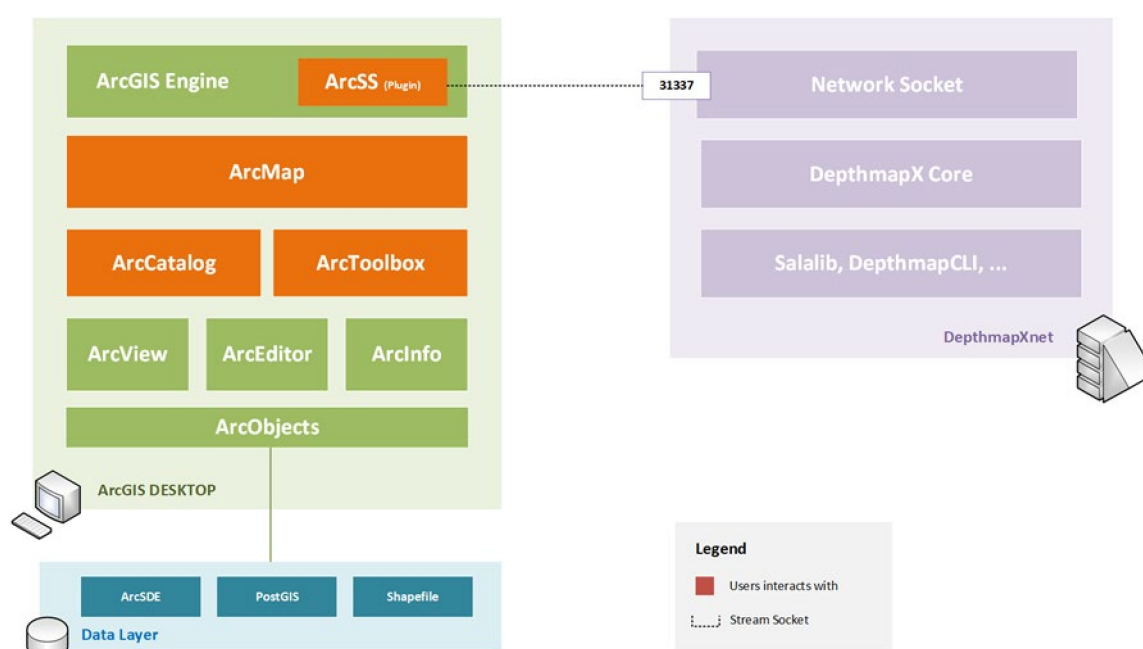 ArcGIS Engine
ArcSS (Plugin)
31337
Network Socket
ArcMap
DepthmapX Core
ArcCatalog
ArcToolbox
Salalib, DepthmapCLI, ...
ArcView
ArcEditor
ArcInfo
DepthmapXnet
ArcObjects
ArcGIS DESKTOP
Legend
Users interacts with
Stream Socket
ArcSDE
PostGIS
Shapefile
Data Layer